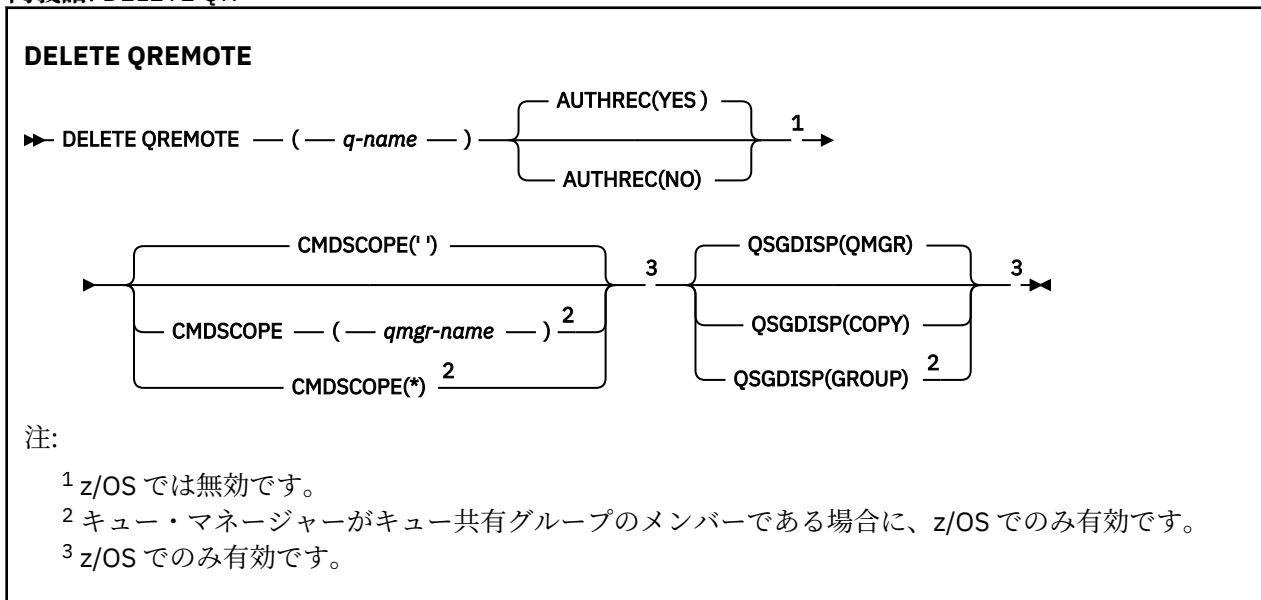 DELETE QREMOTE
AUTHREC(YES )
DELETE QREMOTE ( q-name ) 1
AUTHREC(NO)
CMDSCOPE(' ') QSGDISP(QMGR)
3 3
CMDSCOPE ( qmgr-name ) 2 QSGDISP(COPY)
CMDSCOPE(*) 2 QSGDISP(GROUP) 2
注:
1 z/OS では無効です。
2 キュー・マネージャーがキュー共有グループのメンバーである場合に、z/OS でのみ有効です。
3 z/OS でのみ有効です。